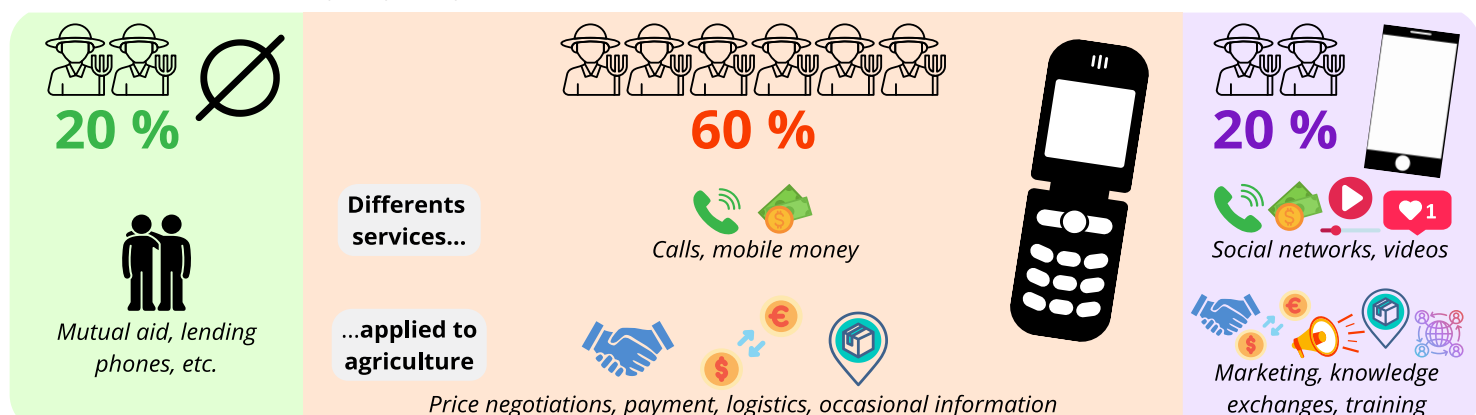 20 %
Mutual aid, lending
phones, etc.
60 %
Differents
services...
Calls, mobile money
...applied to
agriculture
Price negotiations, payment, logistics, occasional information
20 %
1
Social networks, videos
Marketing, knowledge
exchanges, training